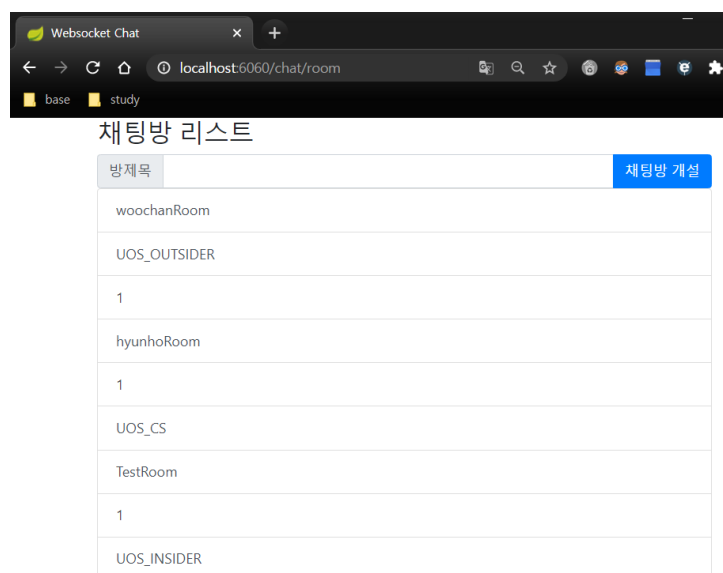 Websocket Chat
localhost:6060/chat/room
base study
채팅방 리스트
방제목 채팅방 개설
woochanRoom
UOS_OUTSIDER
1
hyunhoRoom
1
UOS_CS
TestRoom
1
UOS_INSIDER